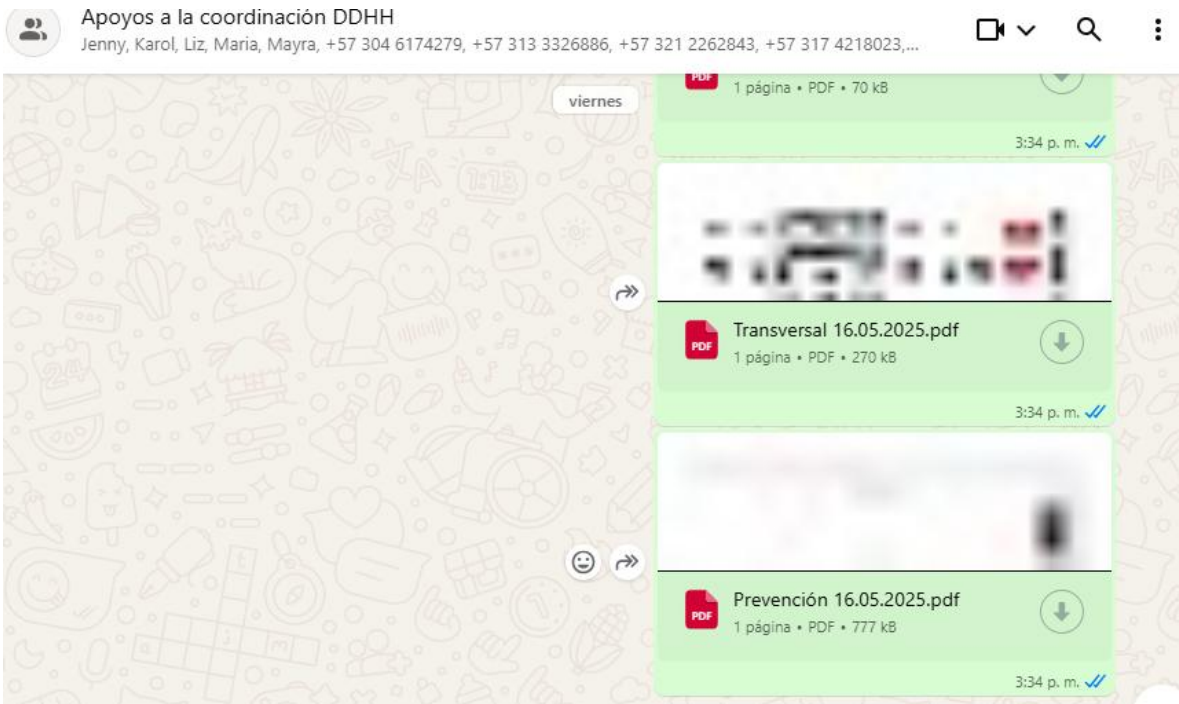 Apoyos a la coordinación DDHH
Jenny, Karol, Liz, Maria, Mayra, +57 304 6174279, +57 313 3326886, +57 321 2262843, +57 317 4218023,...
viernes
PDF
1 página • PDF • 70 kB
3:34 p. m.
PDF
Transversal 16.05.2025.pdf
1 página • PDF • 270 kB
3:34 p. m.
PDF
Prevención 16.05.2025.pdf
1 página • PDF • 777 kB
3:34 p. m.